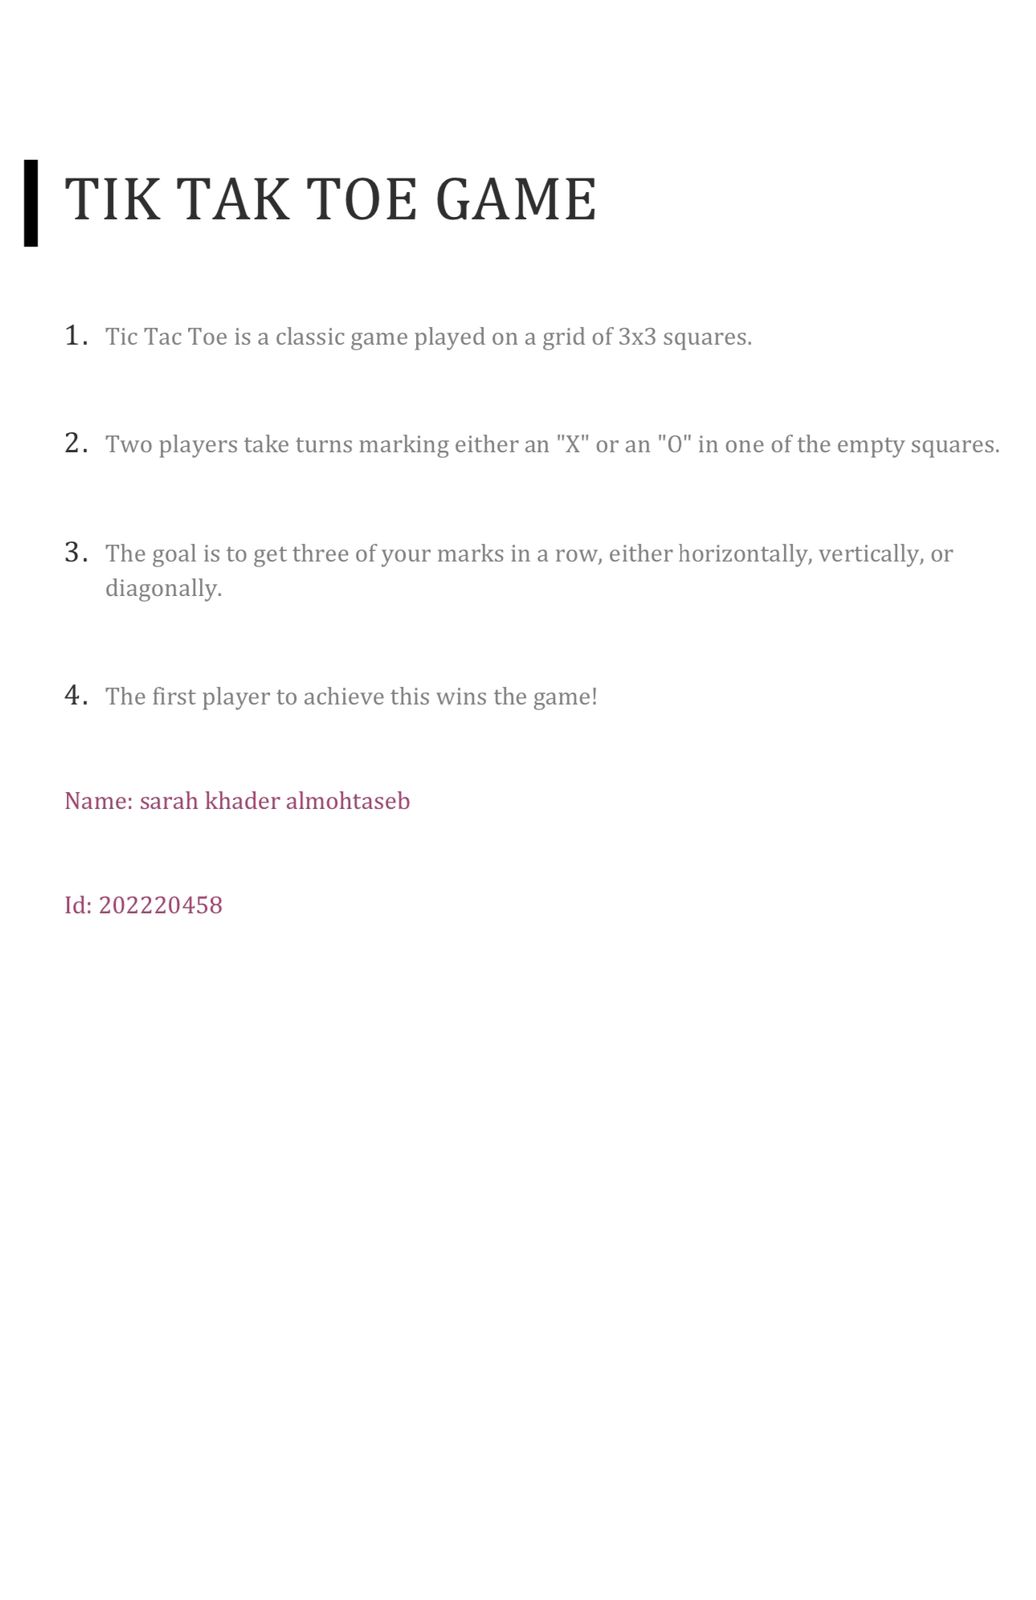 TIK TAK TOE GAME
1. Tic Tac Toe is a classic game played on a grid of 3x3 squares.
2. Two players take turns marking either an "X" or an "O" in one of the empty squares.
3. The goal is to get three of your marks in a row, either horizontally, vertically, or
diagonally.
4. The first player to achieve this wins the game!
Name: sarah khader almohtaseb
Id: 202220458